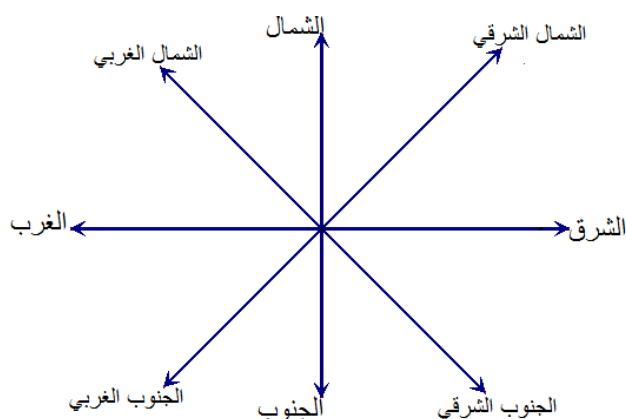 الشمال
الشمال الشرقي
الشمال الغربي
الشرق
الغرب
الجنوب الشرقي
الجنوب
الجنوب الغربي